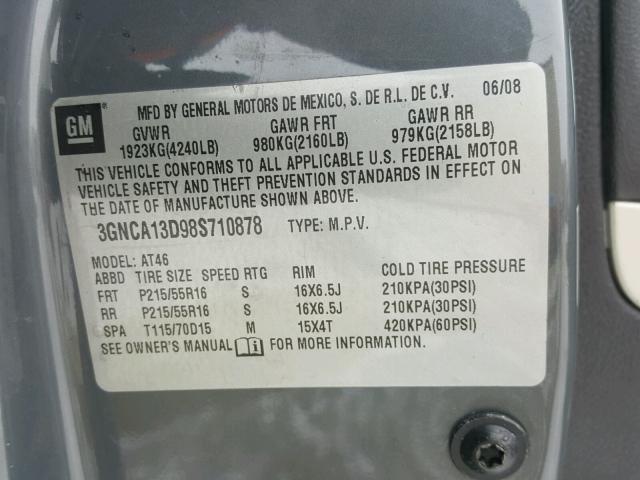 GM
MFD BY GENERAL MOTORS DE MEXICO, S. DE R.L. DE C.V. 06/08
GVWR GAWR FRT GAWR RR
1923KG(4240LB) 980KG(2160LB) 979KG(2158LB)
THIS VEHICLE CONFORMS TO ALL APPLICABLE U.S. FEDERAL MOTOR
VEHICLE SAFETY AND THEFT PREVENTION STANDARDS IN EFFECT ON
THE DATE OF MANUFACTURE SHOWN ABOVE.
3GNCA13D98S710878 TYPE: M.P.V.
MODEL: AT46
ABBD TIRE SIZE SPEED RTG RIM COLD TIRE PRESSURE
FRT P215/55R16 S 16X6.5J 210KPA(30PSI)
RR P215/55R16 S 16X6.5J 210KPA(30PSI)
SPA T115/70D15 M 15X4T 420KPA(60PSI)
SEE OWNER'S MANUAL i FOR MORE INFORMATION.